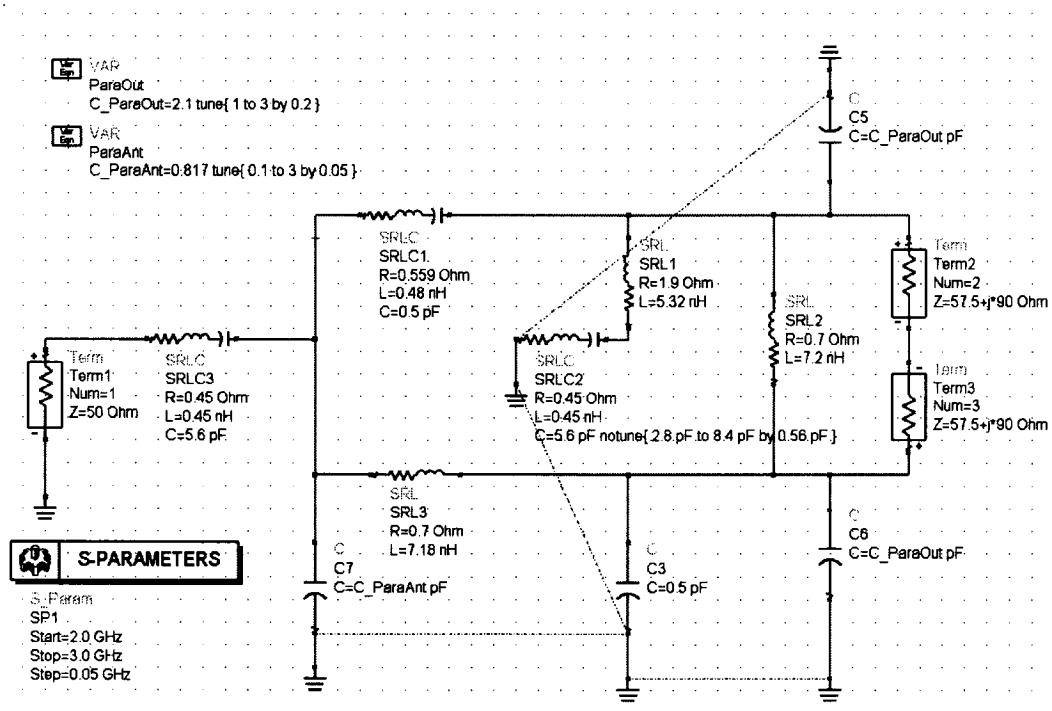 Var
Eqn
VAR
ParaOut
C_ParaOut=2.1 tune{ 1 to 3 by 0.2 }
Var
Eqn
VAR
ParaAnt
C_ParaAnt=0.817 tune{ 0.1 to 3 by 0.05 }
C
C5
C=C_ParaOut pF
SRLC
SRLC1
R=0.559 Ohm
L=0.48 nH
C=0.5 pF
SRL
SRL1
R=1.9 Ohm
L=5.32 nH
+
Term
Term2
Num=2
Z=57.5+j*90 Ohm
-
SRL
SRL2
R=0.7 Ohm
L=7.2 nH
+
Term
Term1
Num=1
Z=50 Ohm
-
SRLC
SRLC3
R=0.45 Ohm
L=0.45 nH
C=5.6 pF
SRLC
SRLC2
R=0.45 Ohm
L=0.45 nH
C=5.6 pF notune{ 2.8 pF to 8.4 pF by 0.56 pF }
-
Term
Term3
Num=3
Z=57.5+j*90 Ohm
+
SRL
SRL3
R=0.7 Ohm
L=7.18 nH
C
C7
C=C_ParaAnt pF
C
C3
C=0.5 pF
C
C6
C=C_ParaOut pF
S-PARAMETERS
S_Param
SP1
Start=2.0 GHz
Stop=3.0 GHz
Step=0.05 GHz